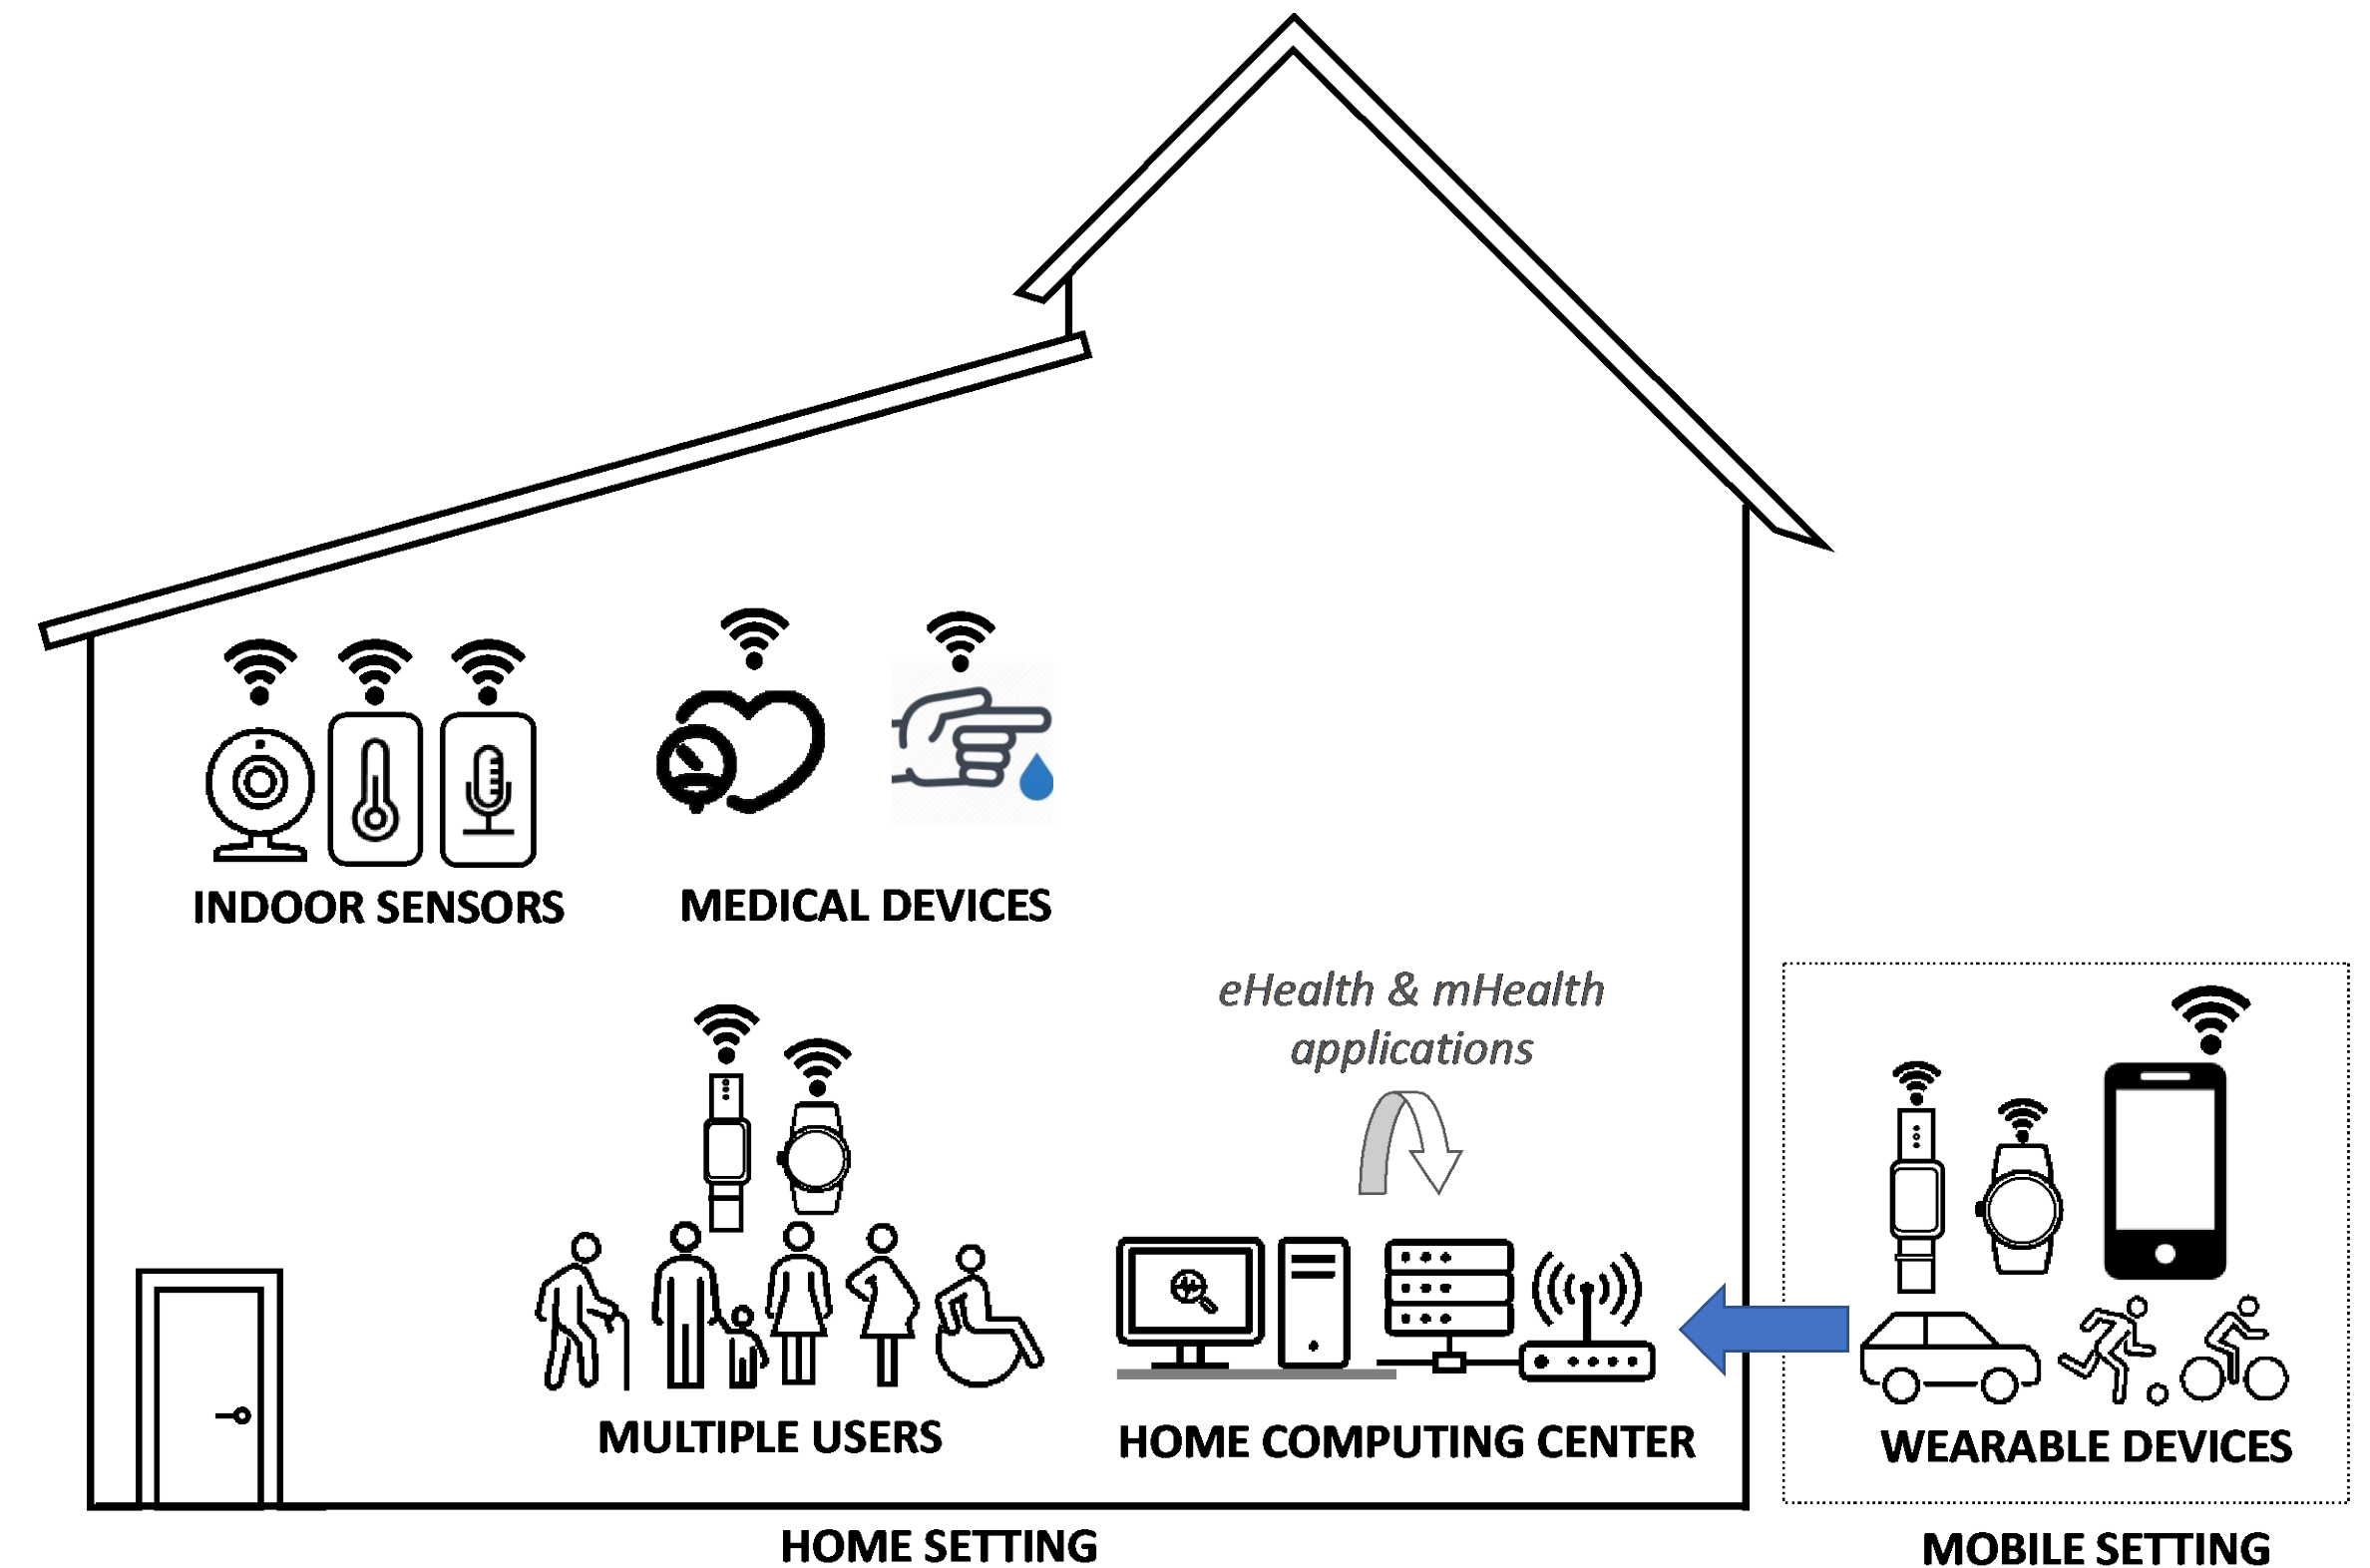 INDOOR SENSORS
MEDICAL DEVICES
eHealth & mHealth
applications
MULTIPLE USERS
HOME COMPUTING CENTER
WEARABLE DEVICES
HOME SETTING
MOBILE SETTING